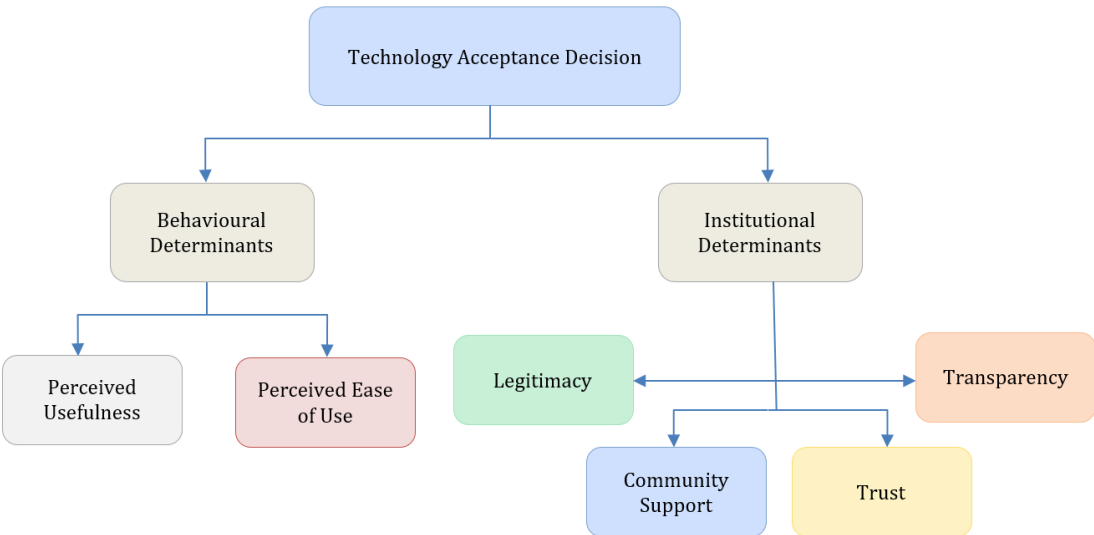 Technology Acceptance Decision
Behavioural
Determinants
Institutional
Determinants
Perceived
Usefulness
Perceived Ease
of Use
Legitimacy
Transparency
Community
Support
Trust